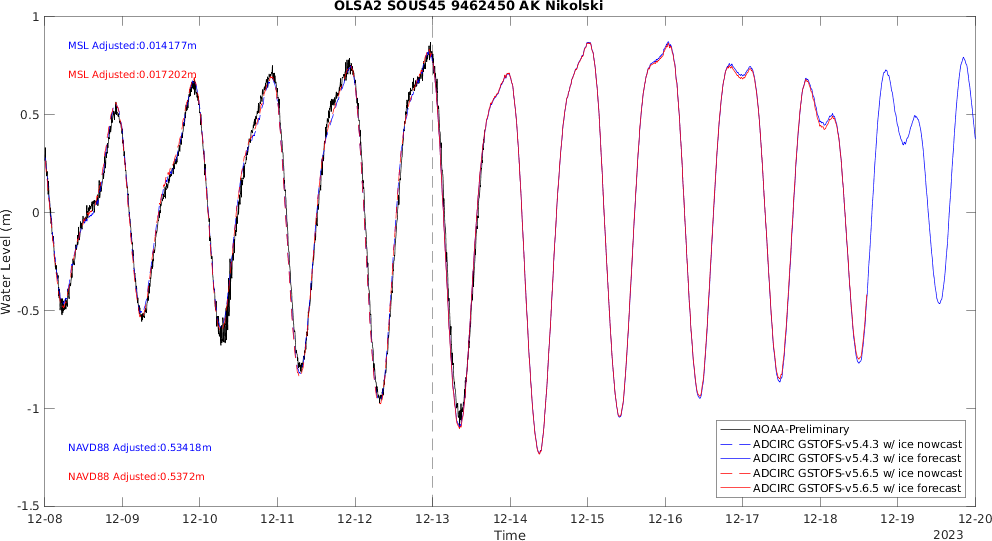 OLSA2 SOUS45 9462450 AK Nikolski
MSL Adjusted:0.014177m
MSL Adjusted:0.017202m
NAVD88 Adjusted:0.53418m
NAVD88 Adjusted:0.5372m
Water Level (m)
1
0.5
0
-0.5
-1
-1.5
NOAA-Preliminary
ADCIRC GSTOFS-v5.4.3 w/ ice nowcast
ADCIRC GSTOFS-v5.4.3 w/ ice forecast
ADCIRC GSTOFS-v5.6.5 w/ ice nowcast
ADCIRC GSTOFS-v5.6.5 w/ ice forecast
12-08 12-09 12-10 12-11 12-12 12-13 12-14 12-15 12-16 12-17 12-18 12-19 12-20
Time
2023